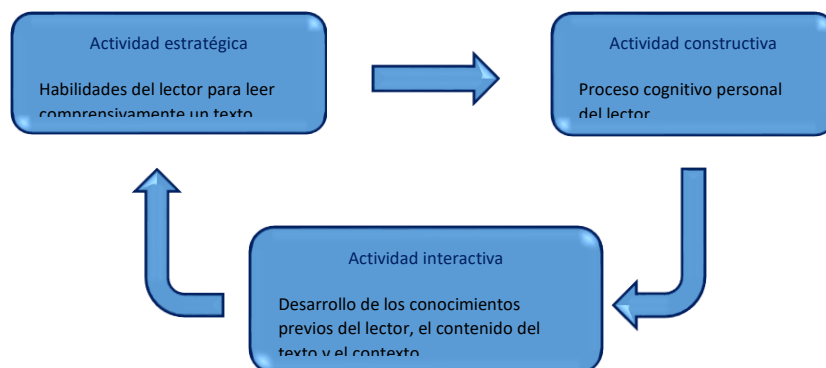 Actividad estratégica
Habilidades del lector para leer
comprensivamente un texto
Actividad constructiva
Proceso cognitivo personal
del lector
Actividad interactiva
Desarrollo de los conocimientos
previos del lector, el contenido del
texto y el contexto